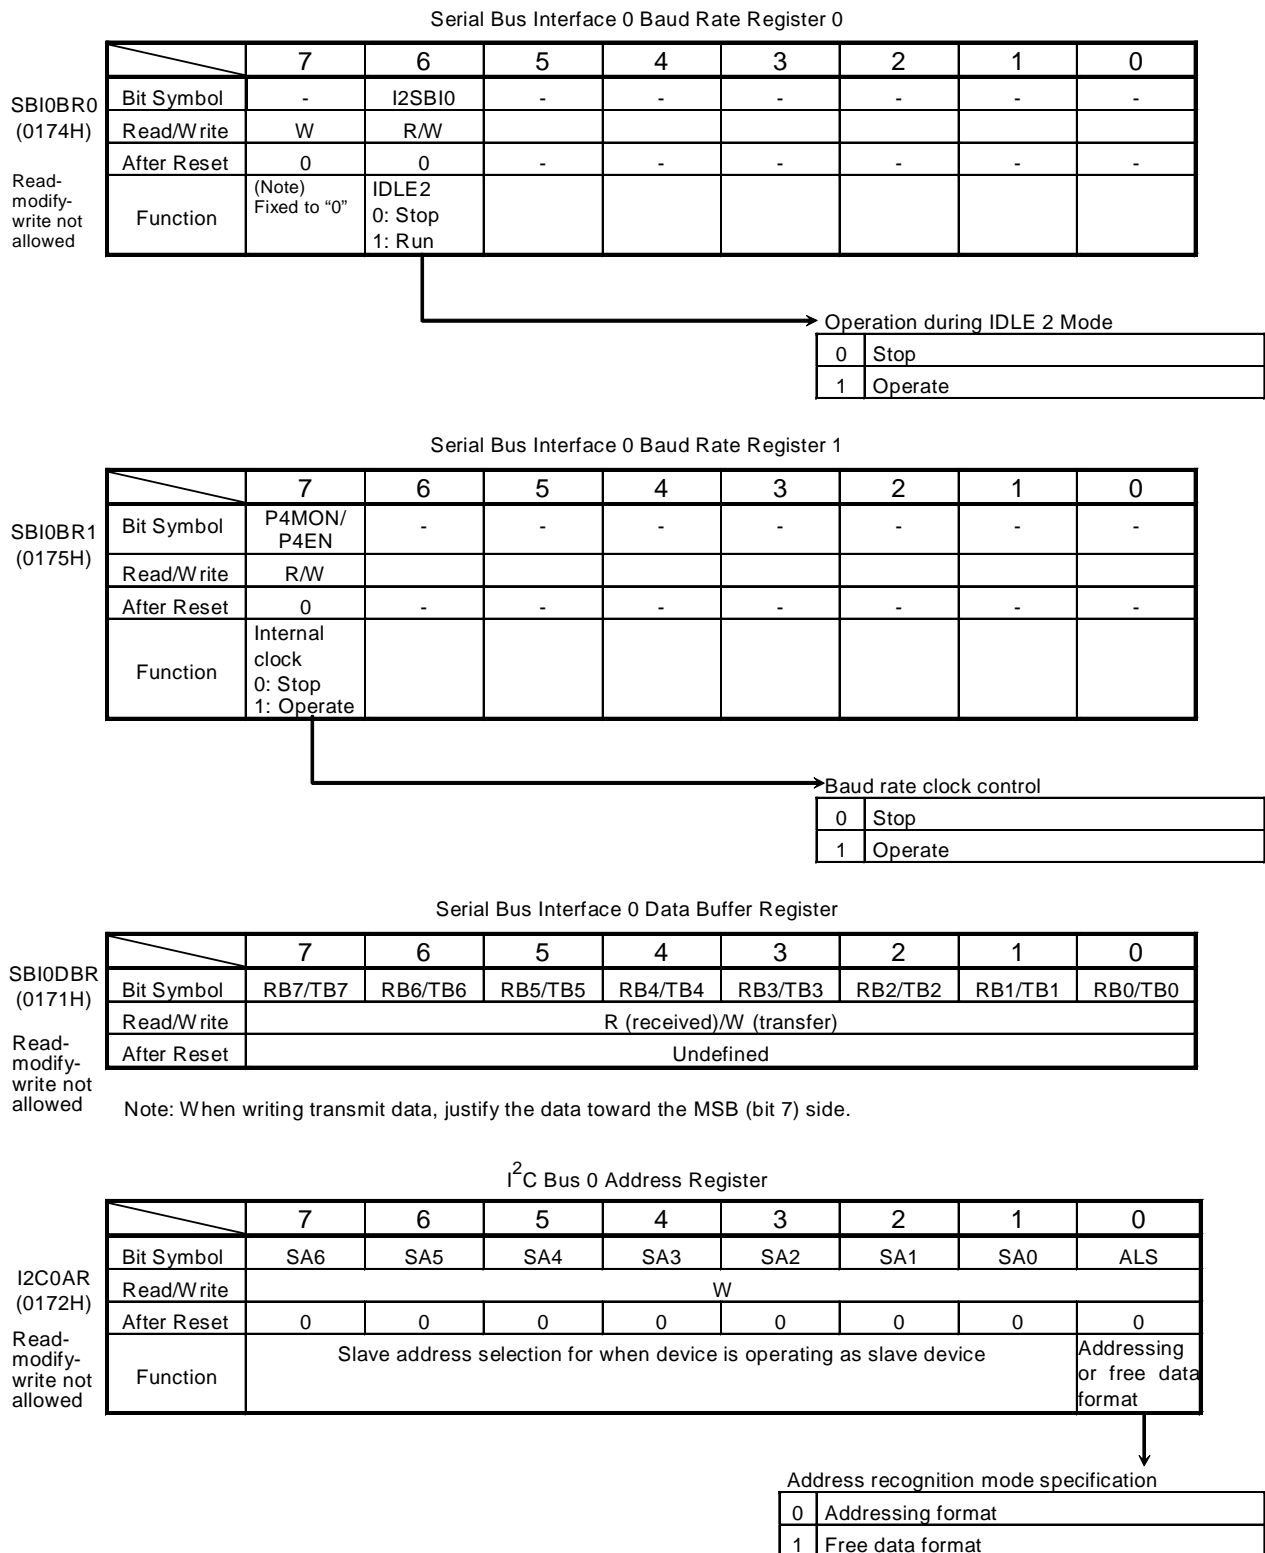 Serial Bus Interface 0 Baud Rate Register 0
7 6 5 4 3 2 1 0
SBI0BR0
(0174H)
Read-
modify-
write not
allowed
Bit Symbol - I2SBI0 - - - - - -
Read/Write W R/W
After Reset 0 0 - - - - - -
Function (Note) Fixed to “0” IDLE2 0: Stop 1: Run
Operation during IDLE 2 Mode
0 Stop
1 Operate
Serial Bus Interface 0 Baud Rate Register 1
7 6 5 4 3 2 1 0
SBI0BR1
(0175H)
Bit Symbol P4MON/ P4EN - - - - - - -
Read/Write R/W
After Reset 0 - - - - - - -
Function Internal clock 0: Stop 1: Operate
Baud rate clock control
0 Stop
1 Operate
Serial Bus Interface 0 Data Buffer Register
7 6 5 4 3 2 1 0
SBI0DBR
(0171H)
Read-
modify-
write not
allowed
Bit Symbol RB7/TB7 RB6/TB6 RB5/TB5 RB4/TB4 RB3/TB3 RB2/TB2 RB1/TB1 RB0/TB0
Read/Write R (received)/W (transfer)
After Reset Undefined
Note: When writing transmit data, justify the data toward the MSB (bit 7) side.
I2C Bus 0 Address Register
7 6 5 4 3 2 1 0
I2C0AR
(0172H)
Read-
modify-
write not
allowed
Bit Symbol SA6 SA5 SA4 SA3 SA2 SA1 SA0 ALS
Read/Write W
After Reset 0 0 0 0 0 0 0 0
Function Slave address selection for when device is operating as slave device Addressing or free data format
Address recognition mode specification
0 Addressing format
1 Free data format